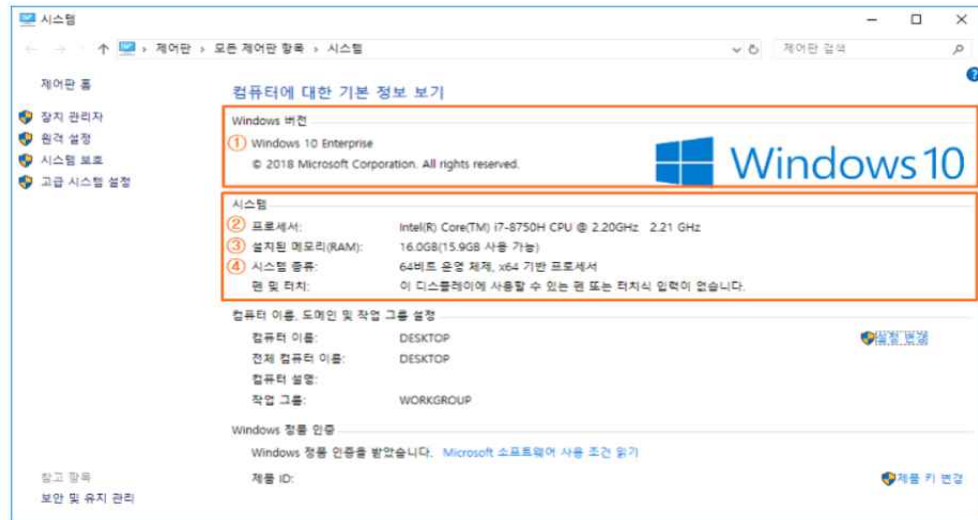 시스템
제어판 › 모든 제어판 항목 › 시스템
제어판 검색
제어판 홈
장치 관리자
원격 설정
시스템 보호
고급 시스템 설정
컴퓨터에 대한 기본 정보 보기
Windows 버전
① Windows 10 Enterprise
© 2018 Microsoft Corporation. All rights reserved.
Windows 10
시스템
② 프로세서: Intel(R) Core(TM) i7-8750H CPU @ 2.20GHz 2.21 GHz
③ 설치된 메모리(RAM): 16.0GB(15.9GB 사용 가능)
④ 시스템 종류: 64비트 운영 체제, x64 기반 프로세서
펜 및 터치: 이 디스플레이에 사용할 수 있는 펜 또는 터치식 입력이 없습니다.
컴퓨터 이름, 도메인 및 작업 그룹 설정
컴퓨터 이름: DESKTOP
설정 변경
전체 컴퓨터 이름: DESKTOP
컴퓨터 설명:
작업 그룹: WORKGROUP
Windows 정품 인증
Windows 정품 인증을 받았습니다. Microsoft 소프트웨어 사용 조건 읽기
제품 ID:
제품 키 변경
참고 항목
보안 및 유지 관리